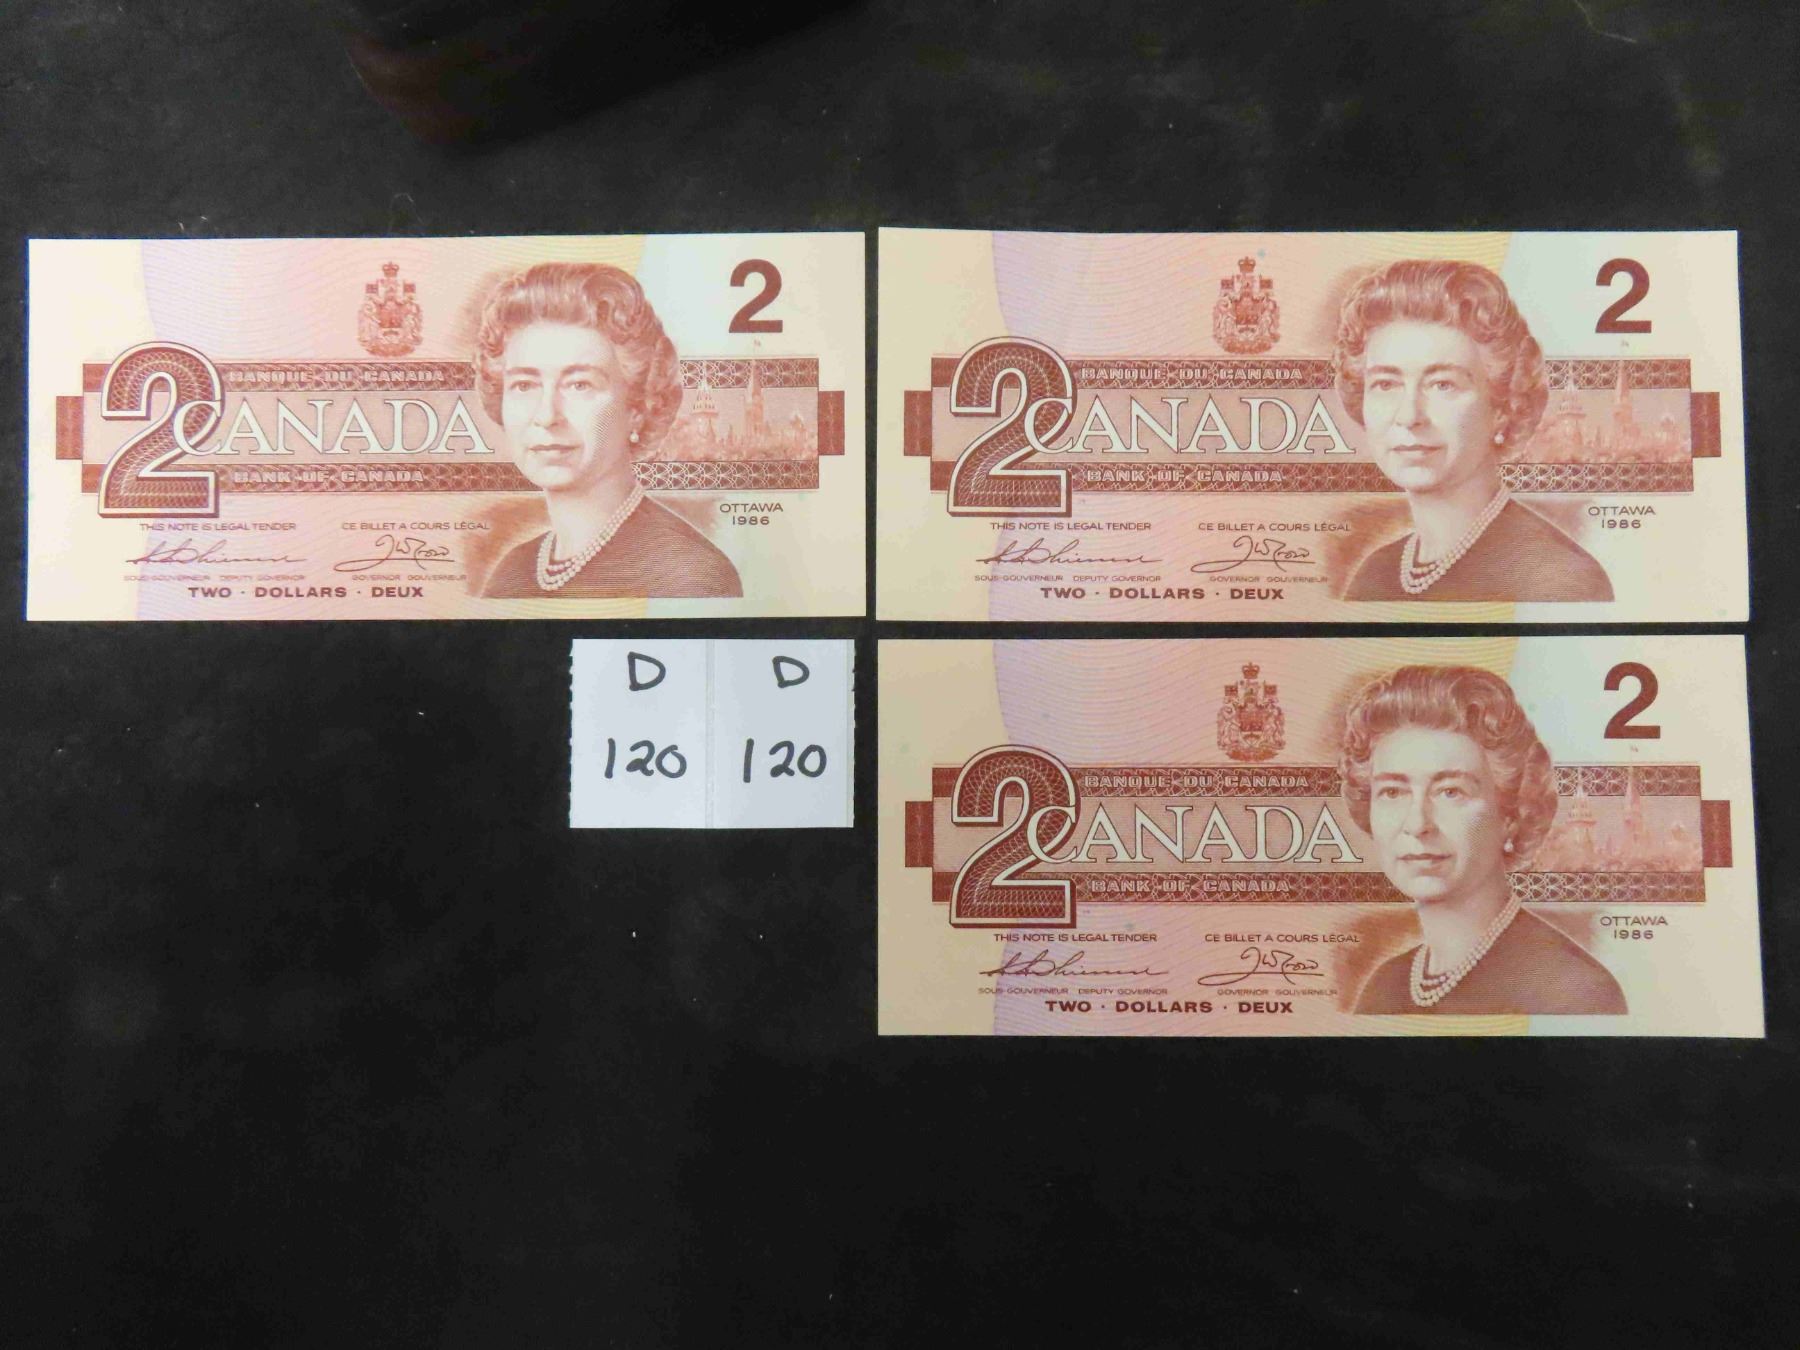 2
BANQUE DU CANADA
2
CANADA
BANK OF CANADA
OTTAWA
1986
THIS NOTE IS LEGAL TENDER
CE BILLET A COURS LÉGAL
SOUS-GOUVERNEUR DEPUTY GOVERNOR
GOVERNOR GOUVERNEUR
TWO · DOLLARS · DEUX
2
BANQUE DU CANADA
2
CANADA
BANK OF CANADA
OTTAWA
1986
THIS NOTE IS LEGAL TENDER
CE BILLET A COURS LÉGAL
SOUS-GOUVERNEUR DEPUTY GOVERNOR
GOVERNOR GOUVERNEUR
TWO · DOLLARS · DEUX
D D
120 120
2
BANQUE DU CANADA
2
CANADA
BANK OF CANADA
OTTAWA
1986
THIS NOTE IS LEGAL TENDER
CE BILLET A COURS LÉGAL
SOUS-GOUVERNEUR DEPUTY GOVERNOR
GOVERNOR GOUVERNEUR
TWO · DOLLARS · DEUX